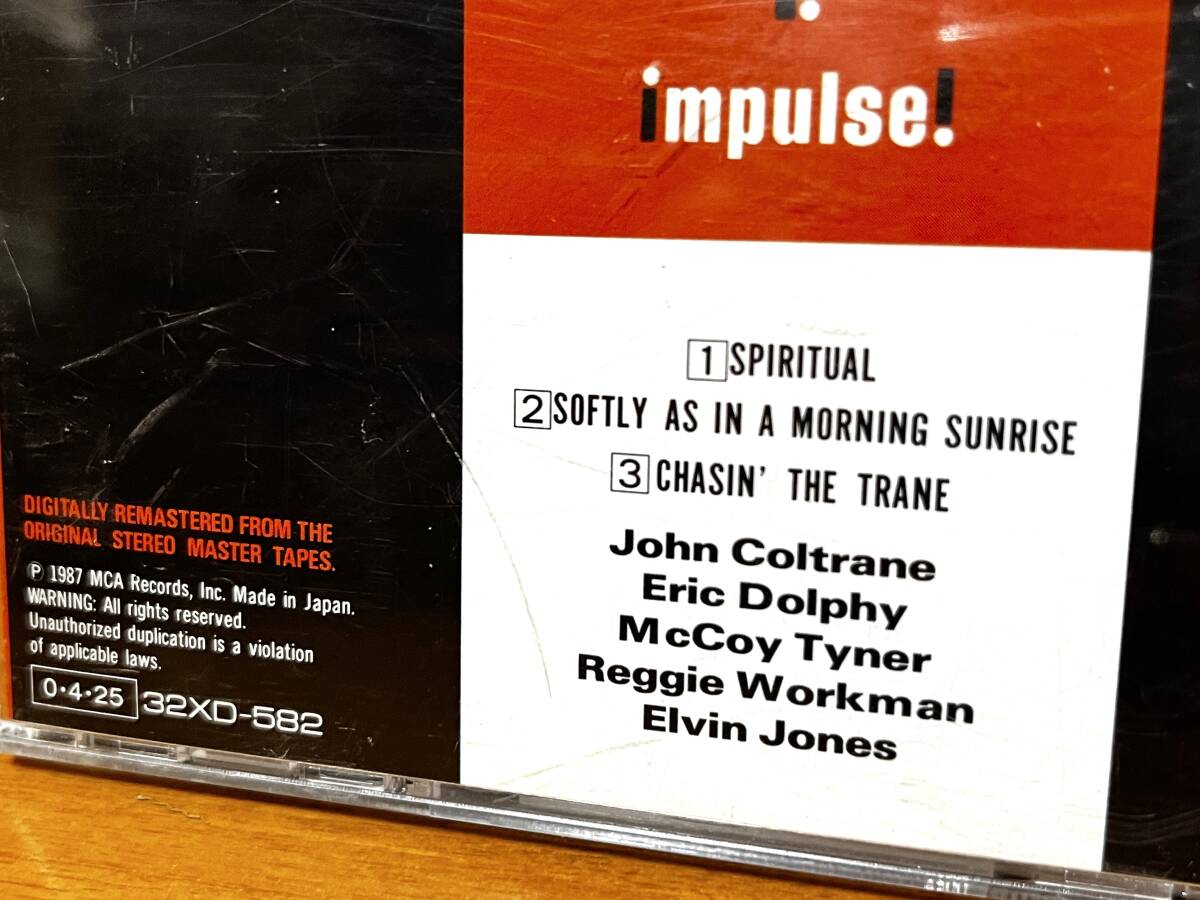 impulse!
1 SPIRITUAL
2 SOFTLY AS IN A MORNING SUNRISE
3 CHASIN' THE TRANE
John Coltrane
Eric Dolphy
McCoy Tyner
Reggie Workman
Elvin Jones
DIGITALLY REMASTERED FROM THE
ORIGINAL STEREO MASTER TAPES.
Ⓟ 1987 MCA Records, Inc. Made in Japan.
WARNING: All rights reserved.
Unauthorized duplication is a violation
of applicable laws.
0·4·25 32XD-582